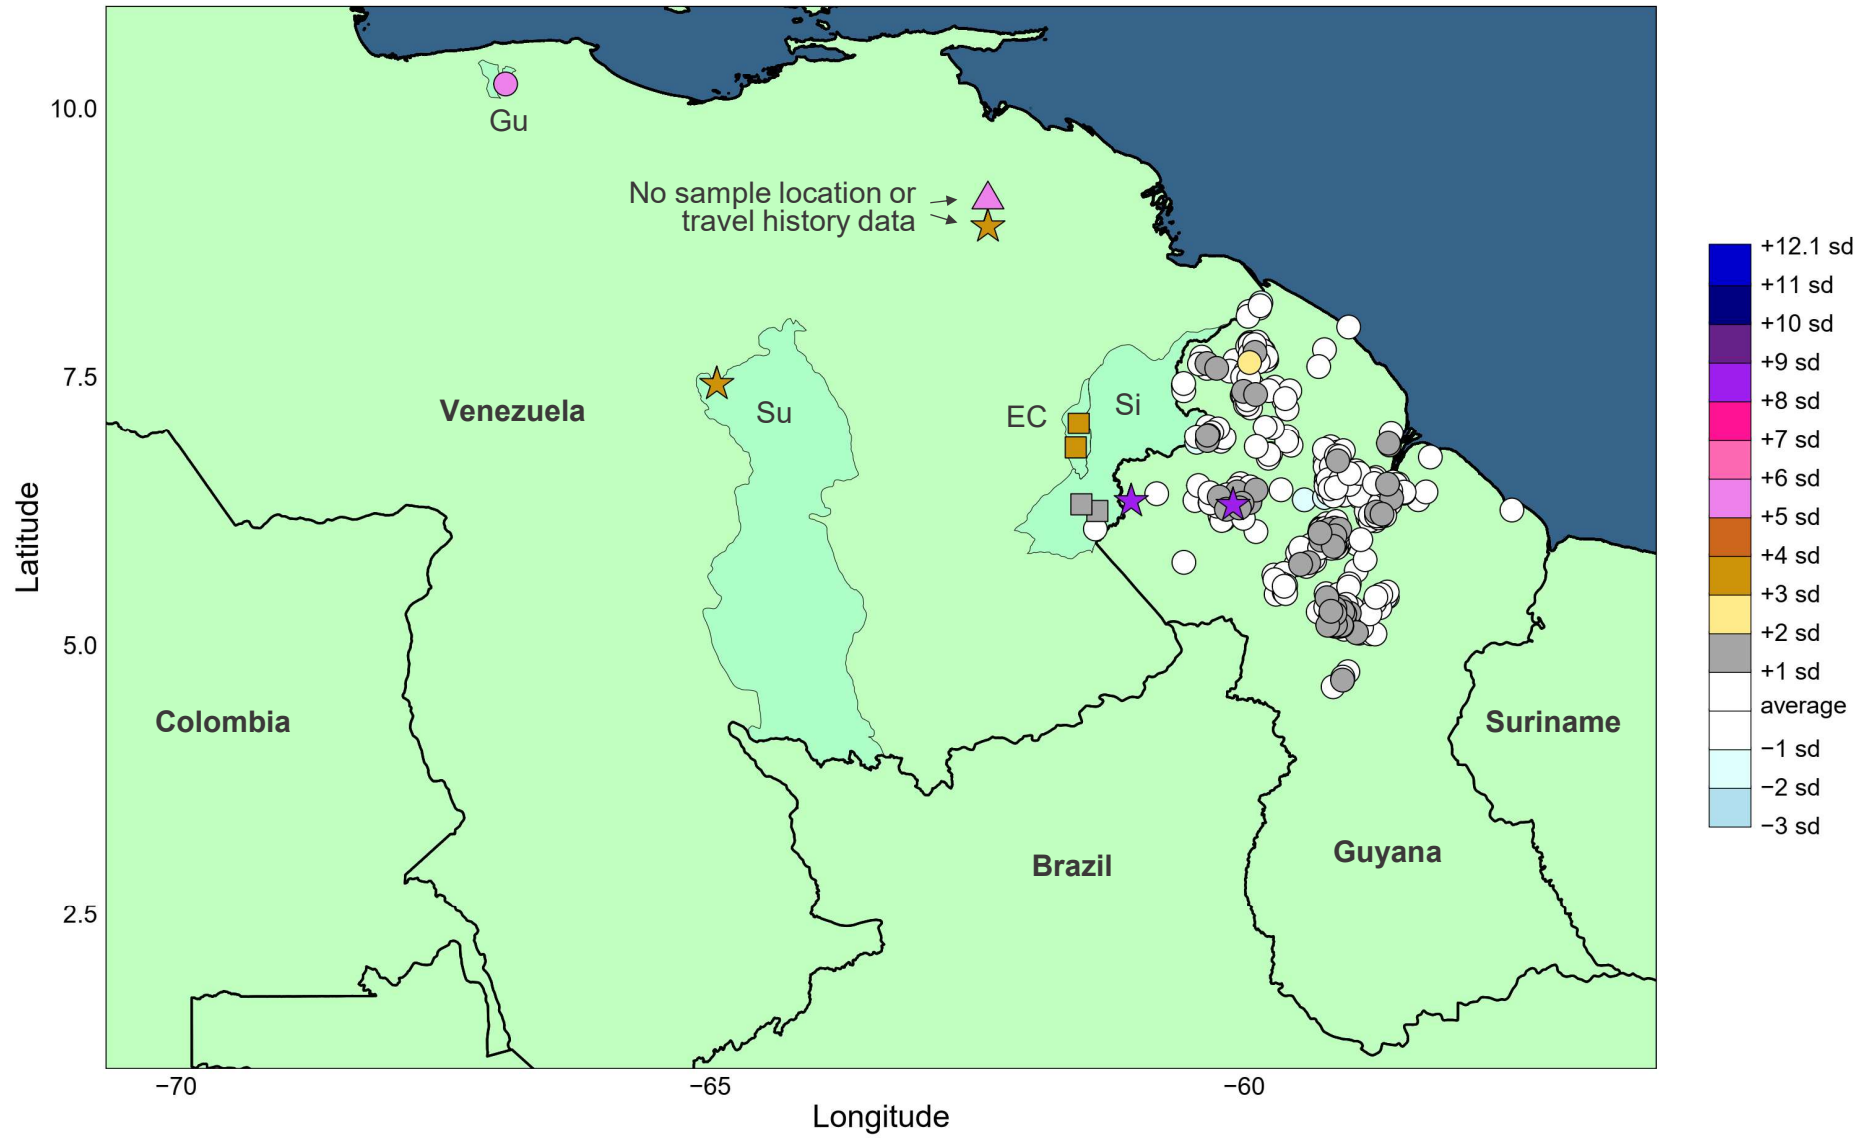 10.0
7.5
5.0
2.5
Latitude
−70
−65
−60
Longitude
Gu
No sample location or
travel history data
Venezuela
Su
EC
Si
Colombia
Brazil
Guyana
Suriname
+12.1 sd
+11 sd
+10 sd
+9 sd
+8 sd
+7 sd
+6 sd
+5 sd
+4 sd
+3 sd
+2 sd
+1 sd
average
−1 sd
−2 sd
−3 sd